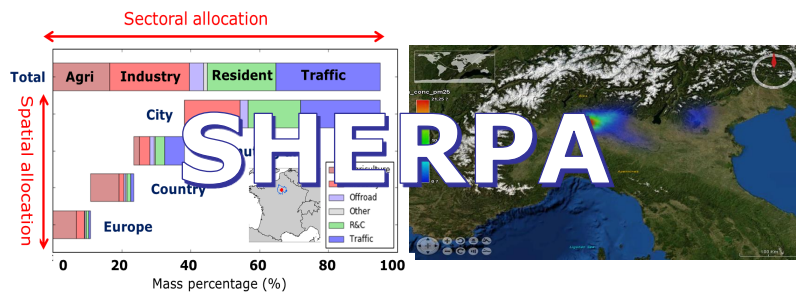 Sectoral allocation
Total
Agri
Industry
Resident
Traffic
City
Country
Europe
Spatial allocation
SHERPA
Offroad
Other
R&C
Traffic
0 20 40 60 80 100
Mass percentage (%)